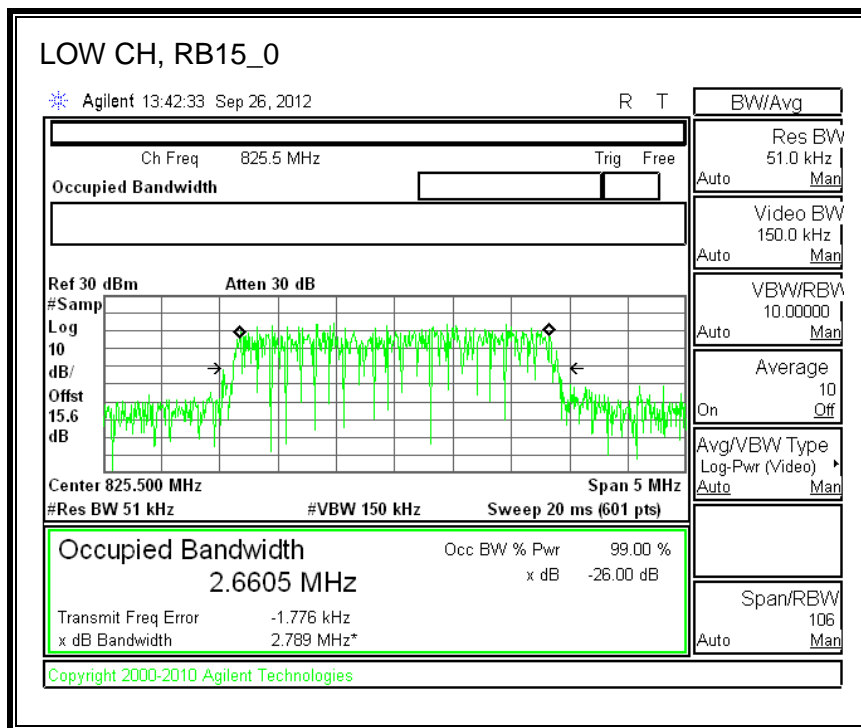 LOW CH, RB15_0
Agilent 13:42:33 Sep 26, 2012 R T
Ch Freq 825.5 MHz Trig Free
Occupied Bandwidth
Ref 30 dBm Atten 30 dB
#Samp
Log
10
dB/
Offst
15.6
dB
Center 825.500 MHz Span 5 MHz
#Res BW 51 kHz #VBW 150 kHz Sweep 20 ms (601 pts)
Occupied Bandwidth Occ BW % Pwr 99.00 %
2.6605 MHz x dB -26.00 dB
Transmit Freq Error -1.776 kHz
x dB Bandwidth 2.789 MHz*
Copyright 2000-2010 Agilent Technologies
BW/Avg
Res BW
51.0 kHz
Auto Man
Video BW
150.0 kHz
Auto Man
VBW/RBW
10.00000
Auto Man
Average
10
On Off
Avg/VBW Type
Log-Pwr (Video)
Auto Man
Span/RBW
106
Auto Man